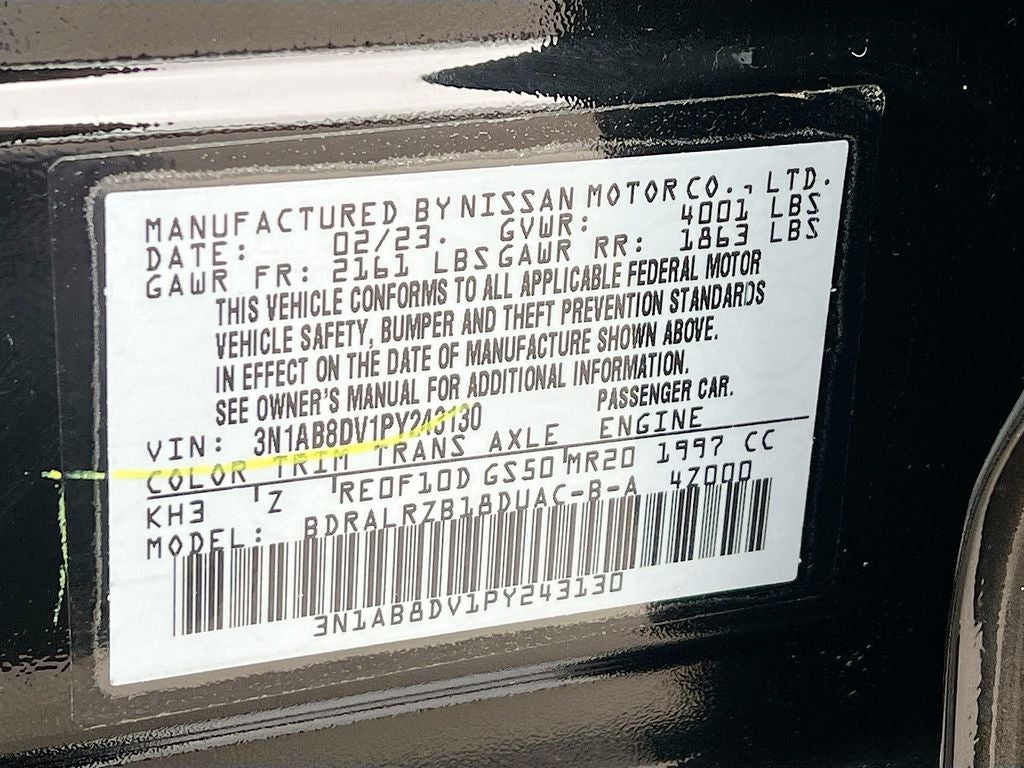 MANUFACTURED BY NISSAN MOTOR CO., LTD.
DATE: 02/23. GVWR: 4001 LBS
GAWR FR: 2161 LBS GAWR RR: 1863 LBS
THIS VEHICLE CONFORMS TO ALL APPLICABLE FEDERAL MOTOR
VEHICLE SAFETY, BUMPER AND THEFT PREVENTION STANDARDS
IN EFFECT ON THE DATE OF MANUFACTURE SHOWN ABOVE.
SEE OWNER'S MANUAL FOR ADDITIONAL INFORMATION.
VIN: 3N1AB8DV1PY243130 PASSENGER CAR.
COLOR TRIM TRANS AXLE ENGINE
KH3 Z RE0F10D GS50 MR20 1997 CC
MODEL: BDRALRZB18DUAC-B-A 4Z000
3N1AB8DV1PY243130